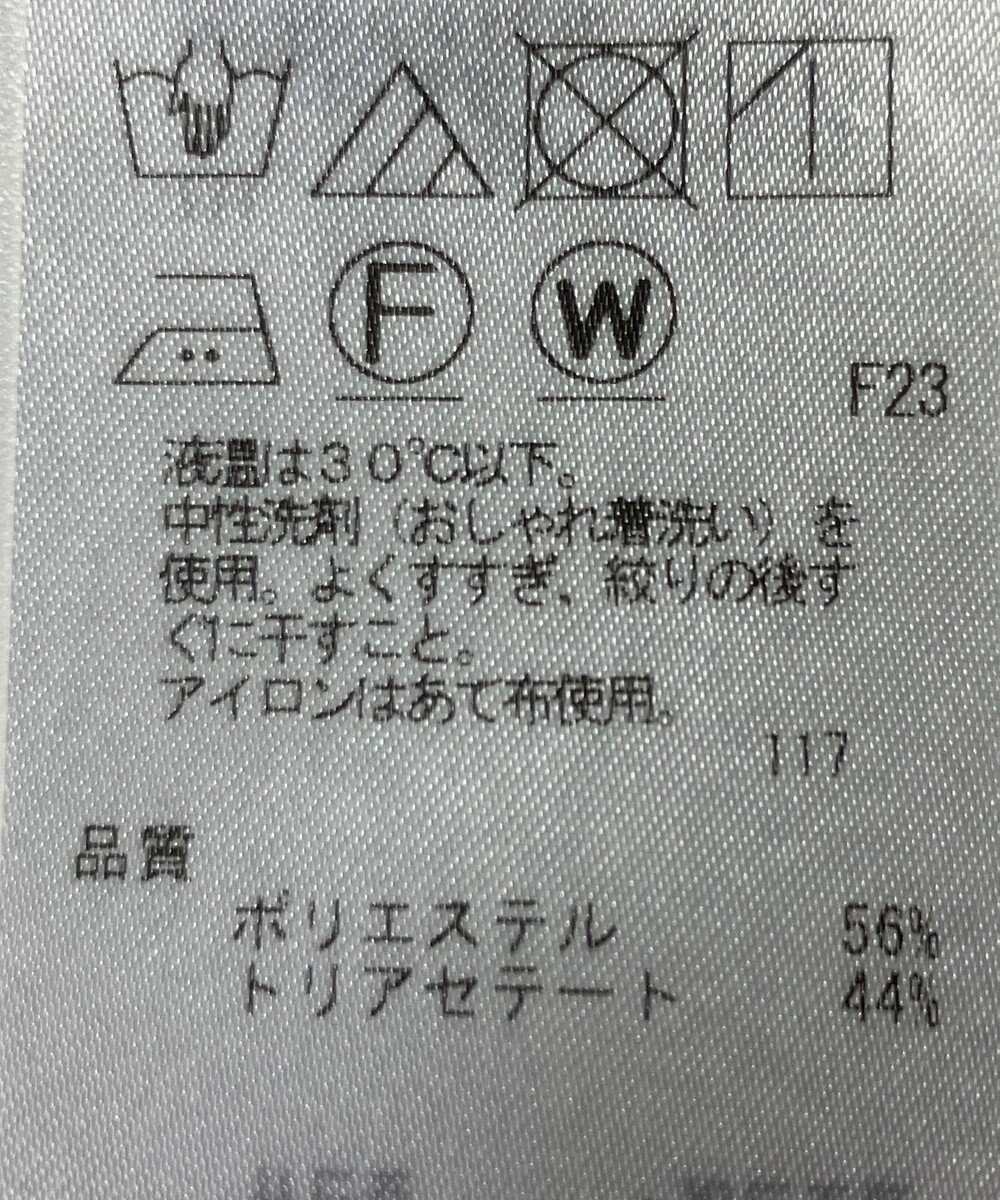 F W
F23
液温は30℃以下。
中性洗剤(おしゃれ着洗い)を
使用。よくすすぎ、絞りの後す
ぐに干すこと。
アイロンはあて布使用。
117
品質
ポリエステル 56%
トリアセテート 44%